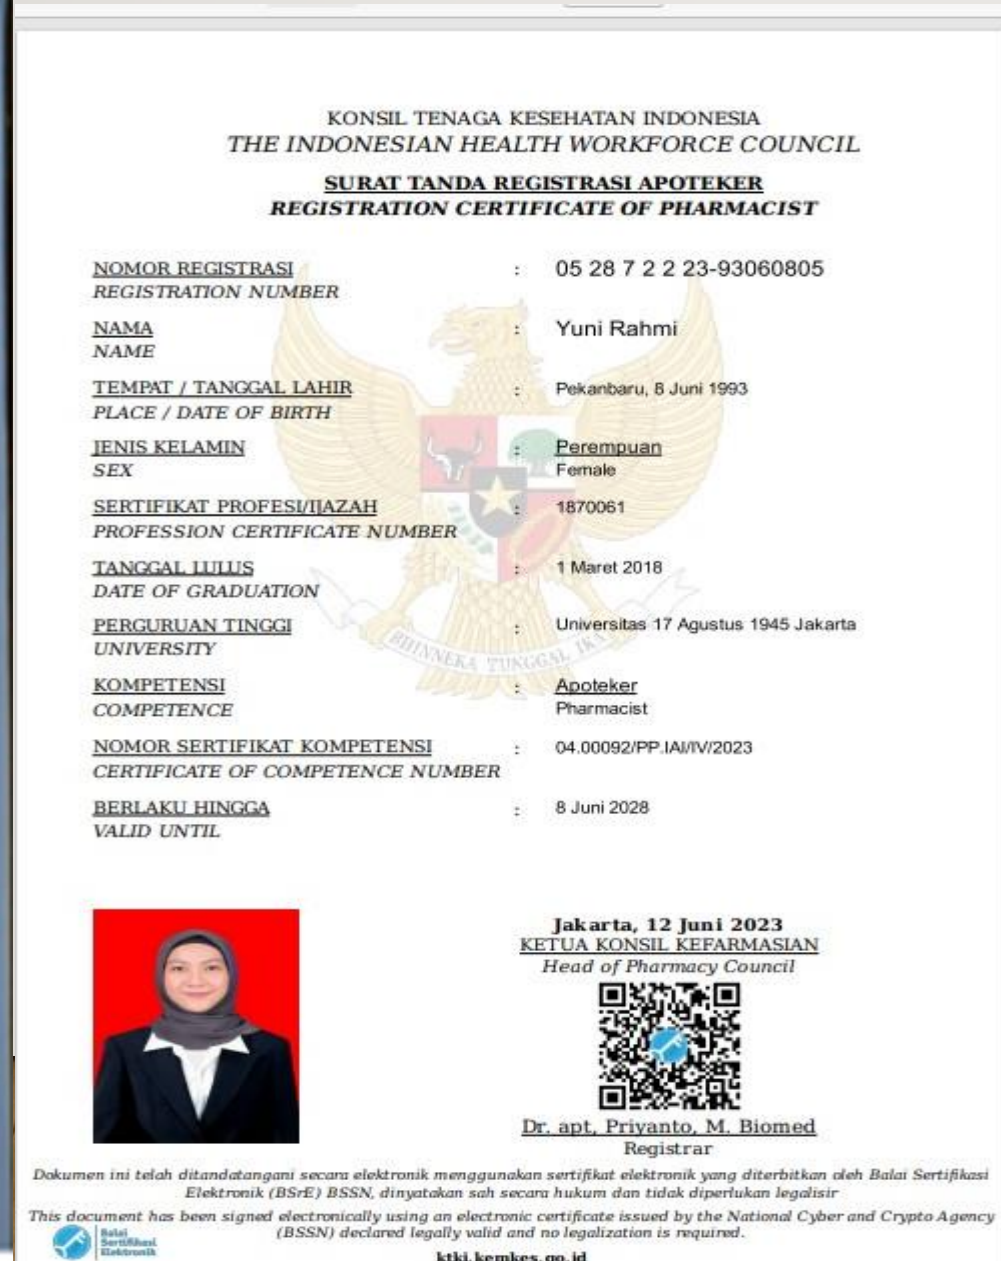 KONSIL TENAGA KESEHATAN INDONESIA
THE INDONESIAN HEALTH WORKFORCE COUNCIL
SURAT TANDA REGISTRASI APOTEKER
REGISTRATION CERTIFICATE OF PHARMACIST
NOMOR REGISTRASI : 05 28 7 2 2 23-93060805
REGISTRATION NUMBER
NAMA : Yuni Rahmi
NAME
TEMPAT / TANGGAL LAHIR : Pekanbaru, 8 Juni 1993
PLACE / DATE OF BIRTH
JENIS KELAMIN : Perempuan
SEX Female
SERTIFIKAT PROFESI/IJAZAH : 1870061
PROFESSION CERTIFICATE NUMBER
TANGGAL LULUS : 1 Maret 2018
DATE OF GRADUATION
PERGURUAN TINGGI : Universitas 17 Agustus 1945 Jakarta
UNIVERSITY
BHINNEKA TUNGGAL IKA
KOMPETENSI : Apoteker
COMPETENCE Pharmacist
NOMOR SERTIFIKAT KOMPETENSI : 04.00092/PP.IAI/IV/2023
CERTIFICATE OF COMPETENCE NUMBER
BERLAKU HINGGA : 8 Juni 2028
VALID UNTIL
Jakarta, 12 Juni 2023
KETUA KONSIL KEFARMASIAN
Head of Pharmacy Council
Dr. apt, Priyanto, M. Biomed
Registrar
Dokumen ini telah ditandatangani secara elektronik menggunakan sertifikat elektronik yang diterbitkan oleh Balai Sertifikasi
Elektronik (BSrE) BSSN, dinyatakan sah secara hukum dan tidak diperlukan legalisir
This document has been signed electronically using an electronic certificate issued by the National Cyber and Crypto Agency
(BSSN) declared legally valid and no legalization is required.
Balai
Sertifikasi
Elektronik
ktki.kemkes.go.id